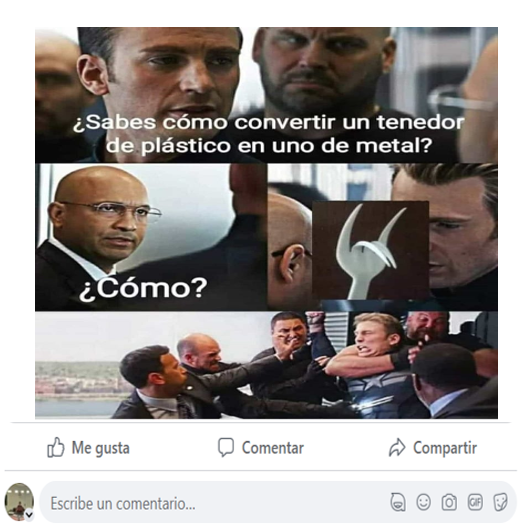 ¿Sabes cómo convertir un tenedor
de plástico en uno de metal?
¿Cómo?
Me gusta
Comentar
Compartir
Escribe un comentario...
GIF